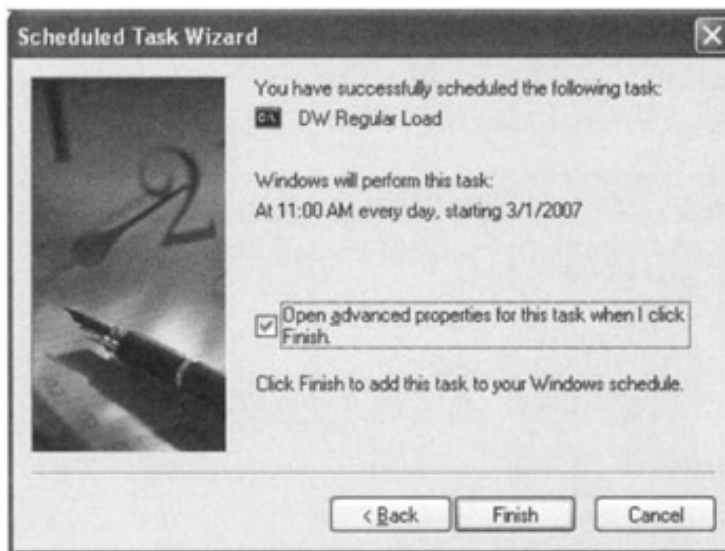 Scheduled Task Wizard
You have successfully scheduled the following task:
C:\ DW Regular Load
Windows will perform this task:
At 11:00 AM every day, starting 3/1/2007
Open advanced properties for this task when I click
Finish.
Click Finish to add this task to your Windows schedule.
< Back Finish Cancel